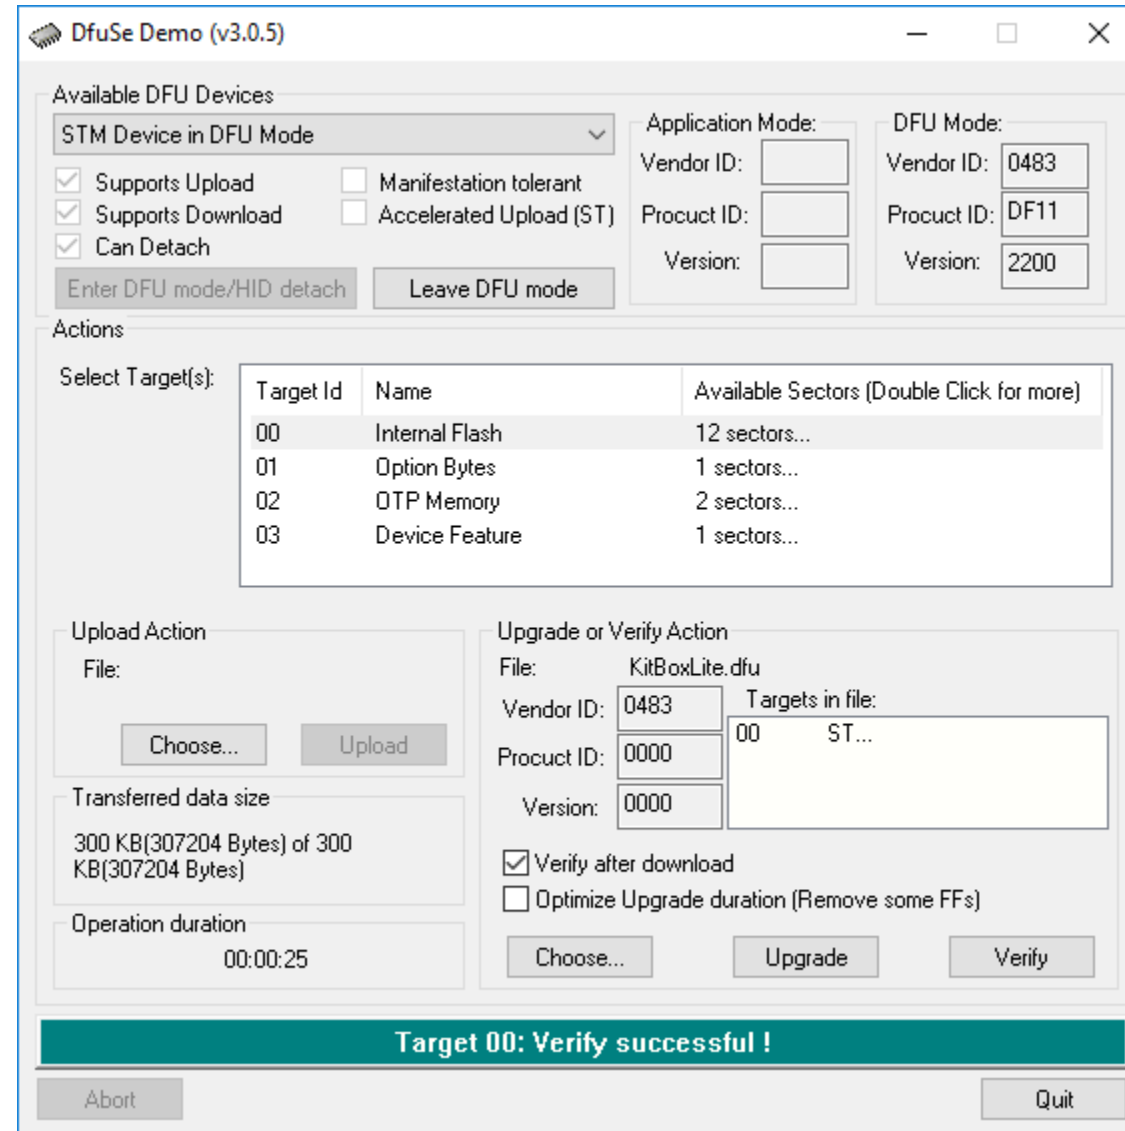 DfuSe Demo (v3.0.5)
Available DFU Devices
STM Device in DFU Mode
Supports Upload
Manifestation tolerant
Supports Download
Accelerated Upload (ST)
Can Detach
Enter DFU mode/HID detach
Leave DFU mode
Application Mode:
Vendor ID:
Procuct ID:
Version:
DFU Mode:
Vendor ID: 0483
Procuct ID: DF11
Version: 2200
Actions
Select Target(s):
Target Id Name Available Sectors (Double Click for more)
00 Internal Flash 12 sectors...
01 Option Bytes 1 sectors...
02 OTP Memory 2 sectors...
03 Device Feature 1 sectors...
Upload Action
File:
Choose... Upload
Transferred data size
300 KB(307204 Bytes) of 300
KB(307204 Bytes)
Operation duration
00:00:25
Upgrade or Verify Action
File: KitBoxLite.dfu
Vendor ID: 0483
Procuct ID: 0000
Version: 0000
Targets in file:
00 ST...
Verify after download
Optimize Upgrade duration (Remove some FFs)
Choose... Upgrade Verify
Target 00: Verify successful !
Abort Quit